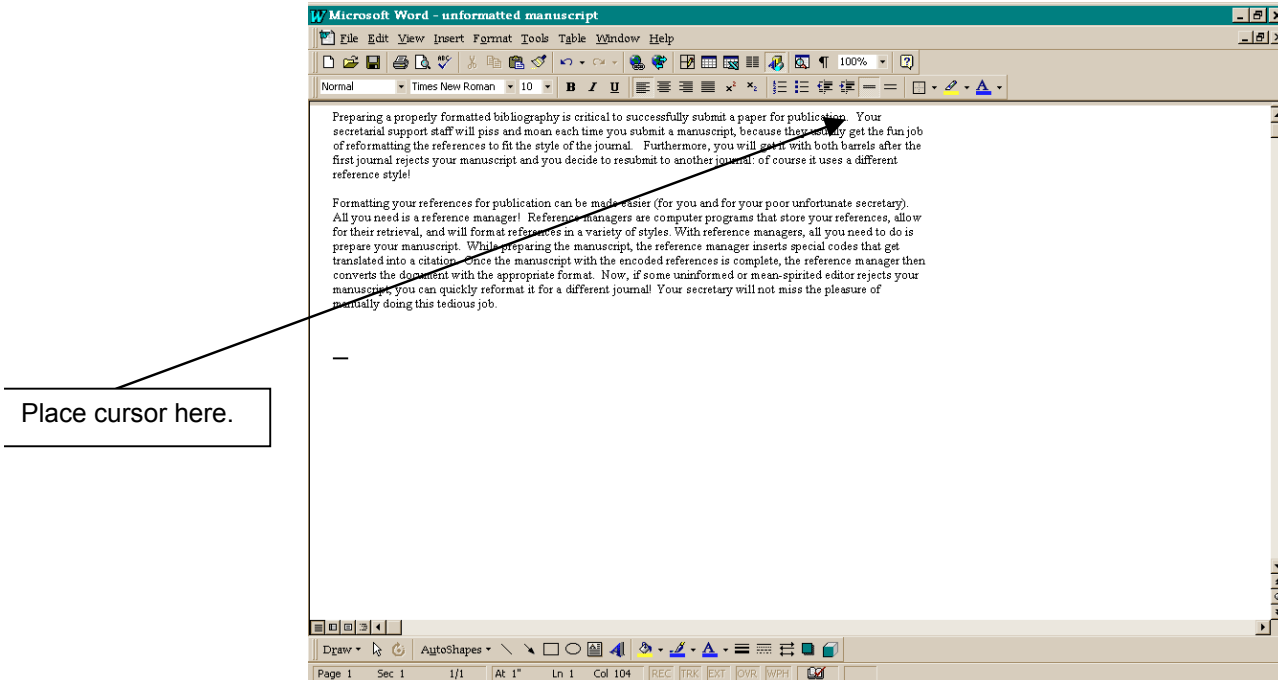 Microsoft Word - unformatted manuscript
File Edit View Insert Format Tools Table Window Help
100%
Normal Times New Roman 10 B I U x² x₂ A
Preparing a properly formatted bibliography is critical to successfully submit a paper for publication. Your
secretarial support staff will piss and moan each time you submit a manuscript, because they usually get the fun job
of reformatting the references to fit the style of the journal. Furthermore, you will get it with both barrels after the
first journal rejects your manuscript and you decide to resubmit to another journal: of course it uses a different
reference style!
Formatting your references for publication can be made easier (for you and for your poor unfortunate secretary).
All you need is a reference manager! Reference managers are computer programs that store your references, allow
for their retrieval, and will format references in a variety of styles. With reference managers, all you need to do is
prepare your manuscript. While preparing the manuscript, the reference manager inserts special codes that get
translated into a citation. Once the manuscript with the encoded references is complete, the reference manager then
converts the document with the appropriate format. Now, if some uninformed or mean-spirited editor rejects your
manuscript, you can quickly reformat it for a different journal! Your secretary will not miss the pleasure of
manually doing this tedious job.
Place cursor here.
Draw AutoShapes
Page 1 Sec 1 1/1 At 1" Ln 1 Col 104 REC TRK EXT OVR WPH